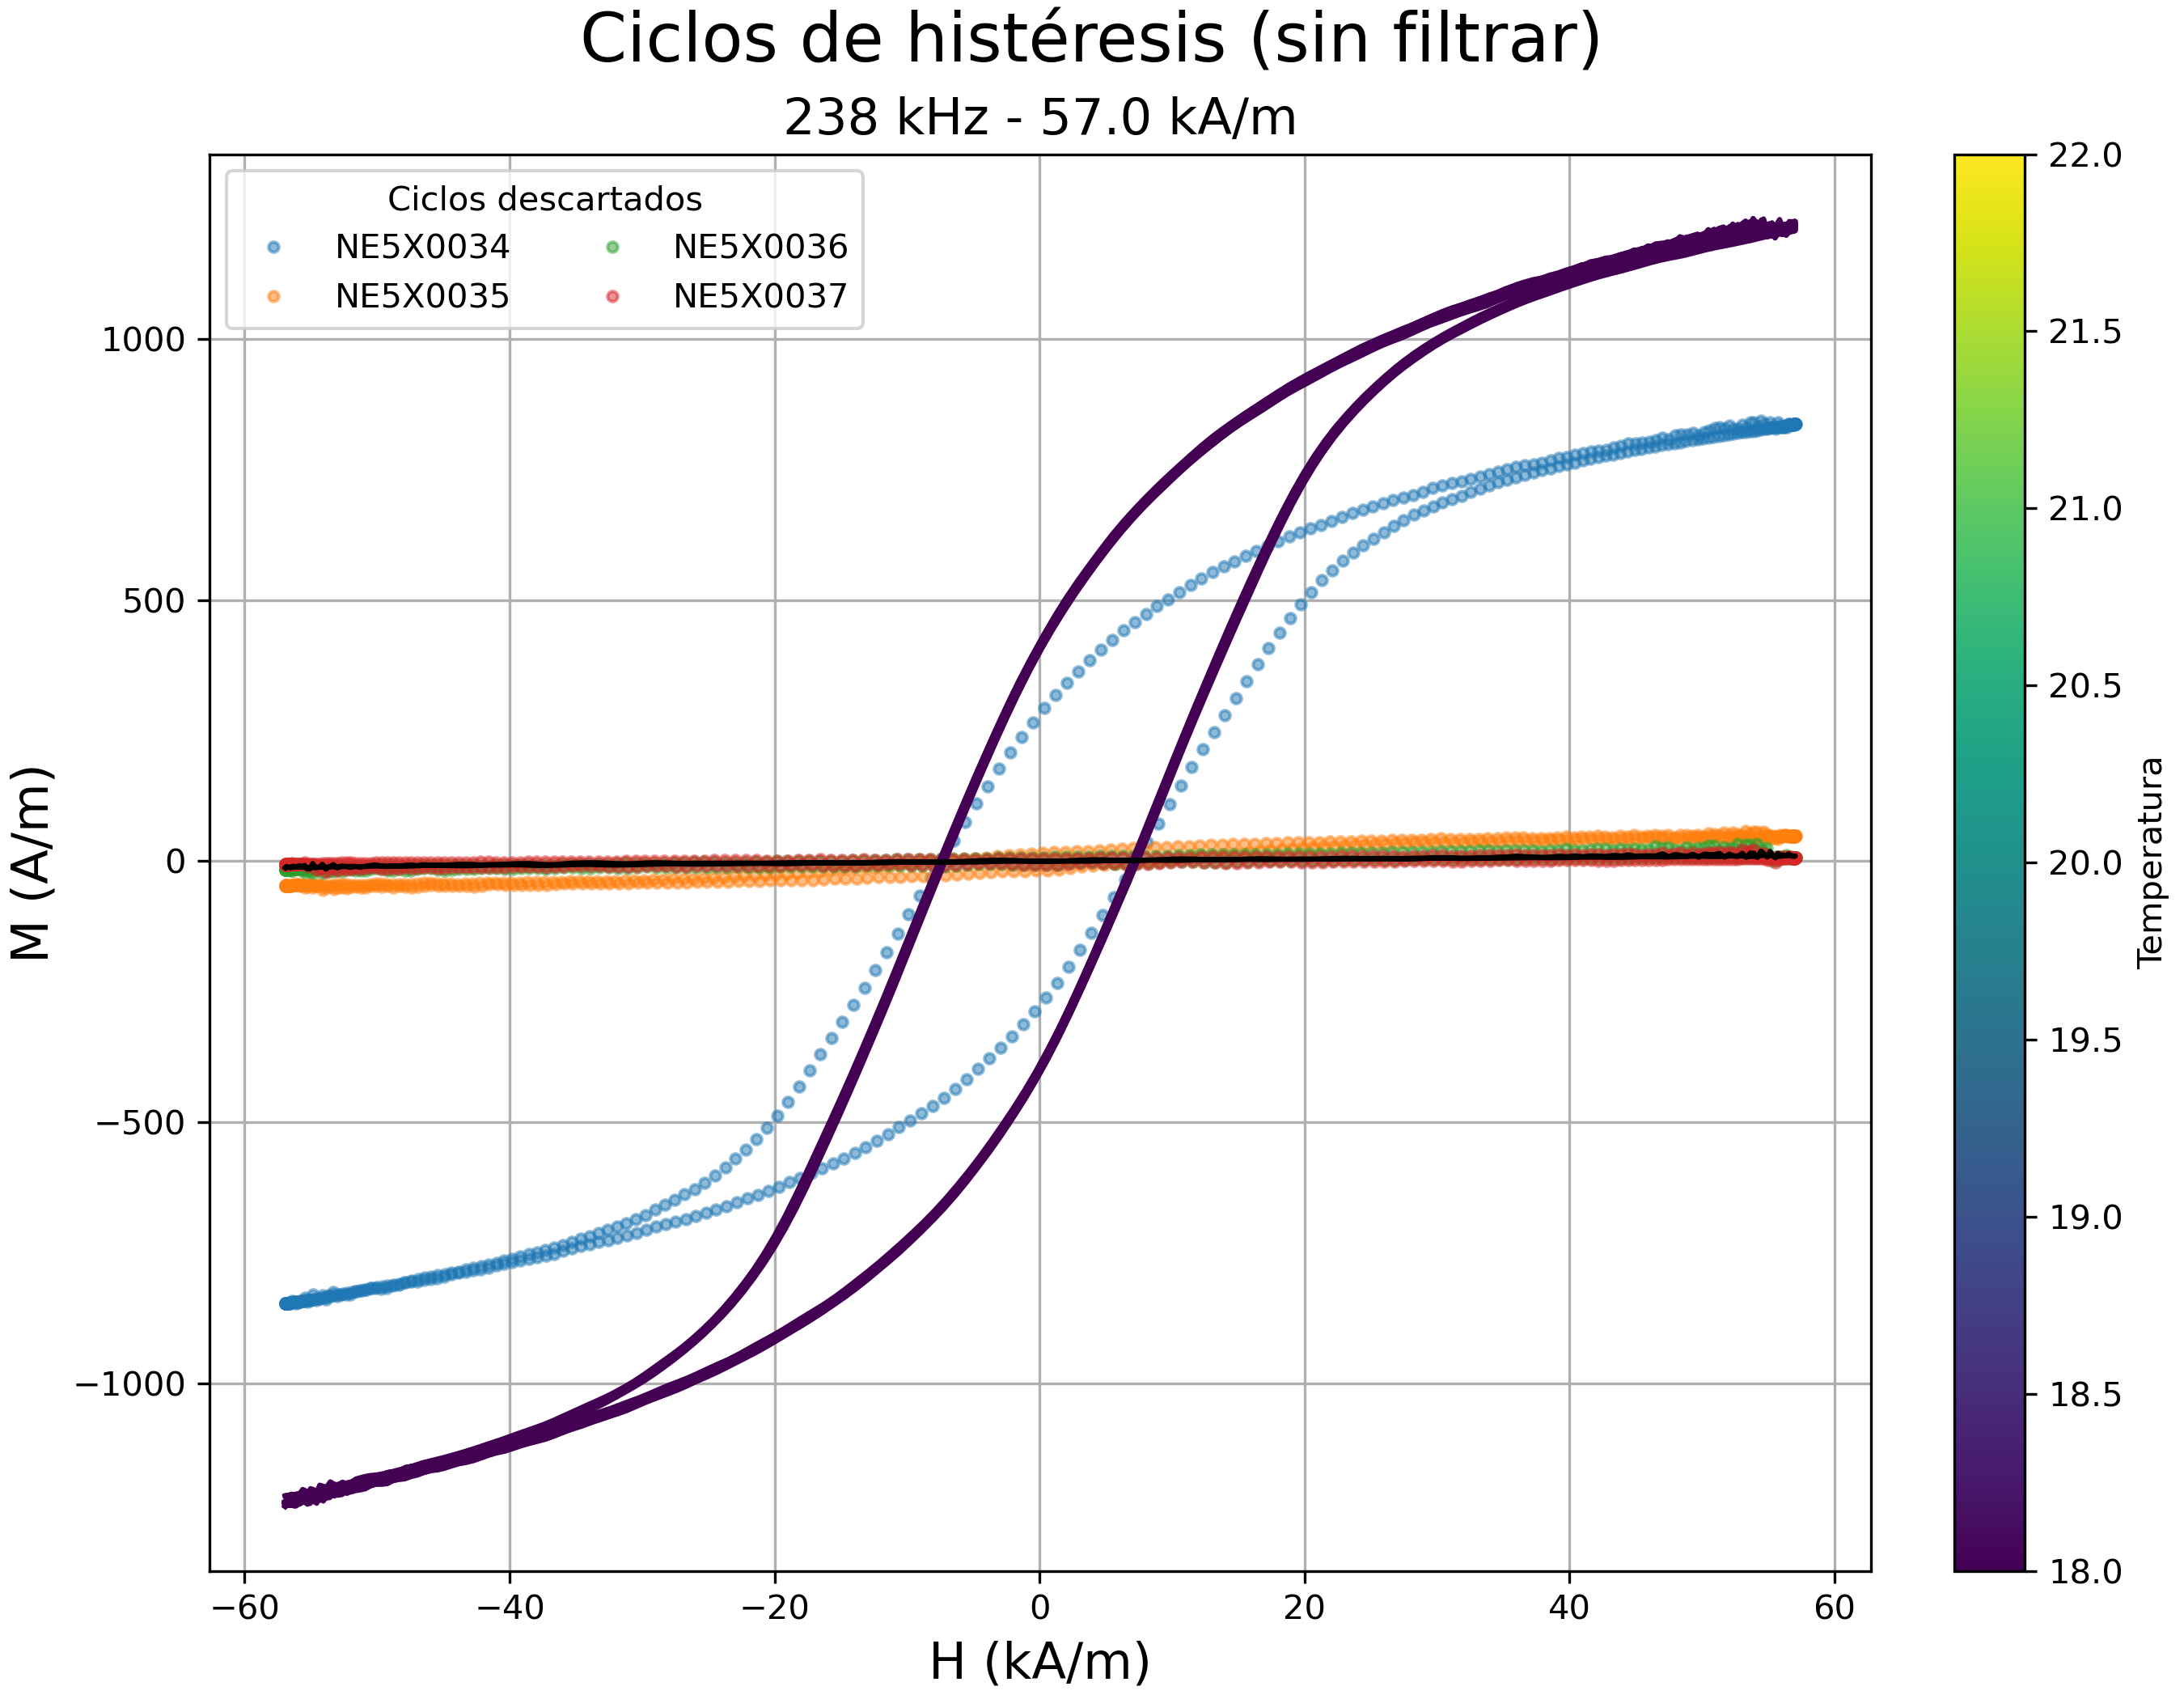 Ciclos de histéresis (sin filtrar)
238 kHz - 57.0 kA/m
Ciclos descartados
NE5X0034 NE5X0036
NE5X0035 NE5X0037
1000
500
0
−500
−1000
M (A/m)
−60 −40 −20 0 20 40 60
H (kA/m)
22.0
21.5
21.0
20.5
20.0
19.5
19.0
18.5
18.0
Temperatura